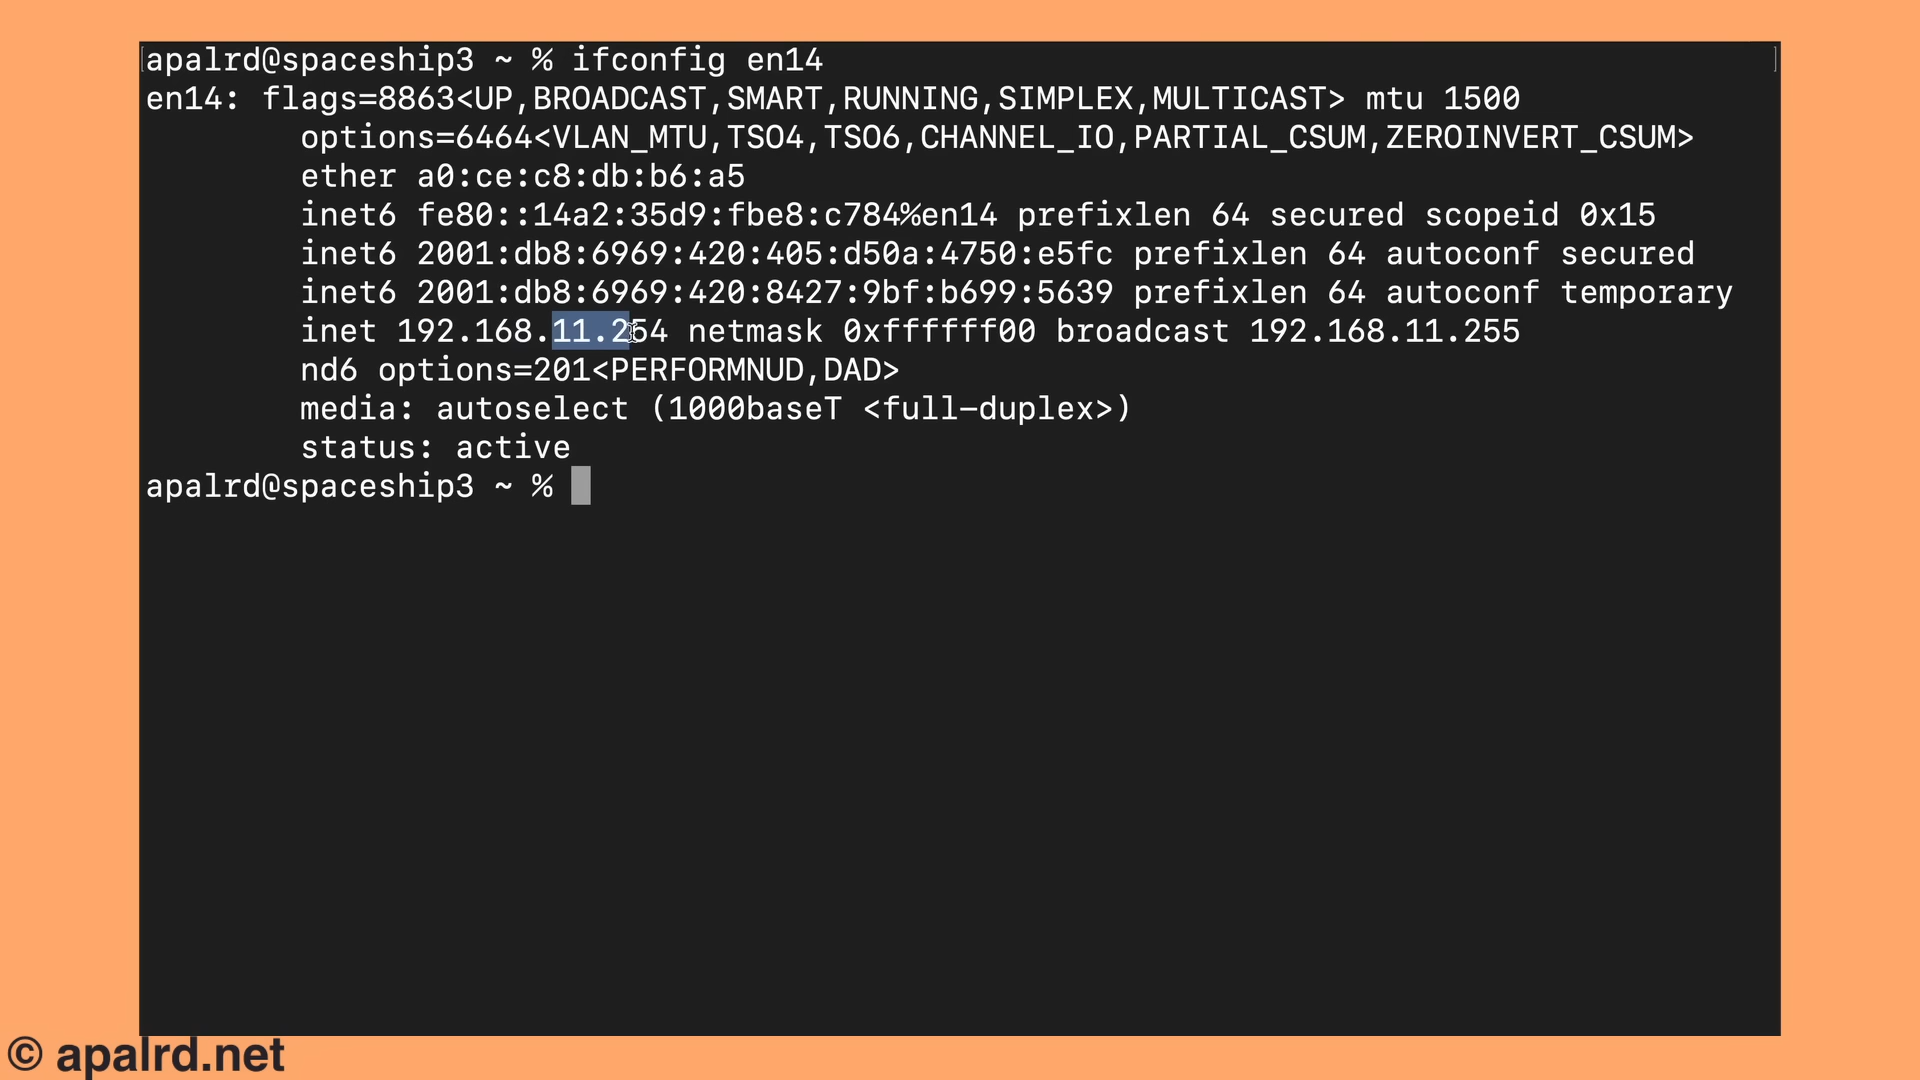 apalrd@spaceship3 ~ % ifconfig en14
en14: flags=8863<UP,BROADCAST,SMART,RUNNING,SIMPLEX,MULTICAST> mtu 1500
options=6464<VLAN_MTU,TSO4,TSO6,CHANNEL_IO,PARTIAL_CSUM,ZEROINVERT_CSUM>
ether a0:ce:c8:db:b6:a5
inet6 fe80::14a2:35d9:fbe8:c784%en14 prefixlen 64 secured scopeid 0x15
inet6 2001:db8:6969:420:405:d50a:4750:e5fc prefixlen 64 autoconf secured
inet6 2001:db8:6969:420:8427:9bf:b699:5639 prefixlen 64 autoconf temporary
inet 192.168.11.254 netmask 0xffffff00 broadcast 192.168.11.255
nd6 options=201<PERFORMNUD,DAD>
media: autoselect (1000baseT <full-duplex>)
status: active
apalrd@spaceship3 ~ %
© apalrd.net